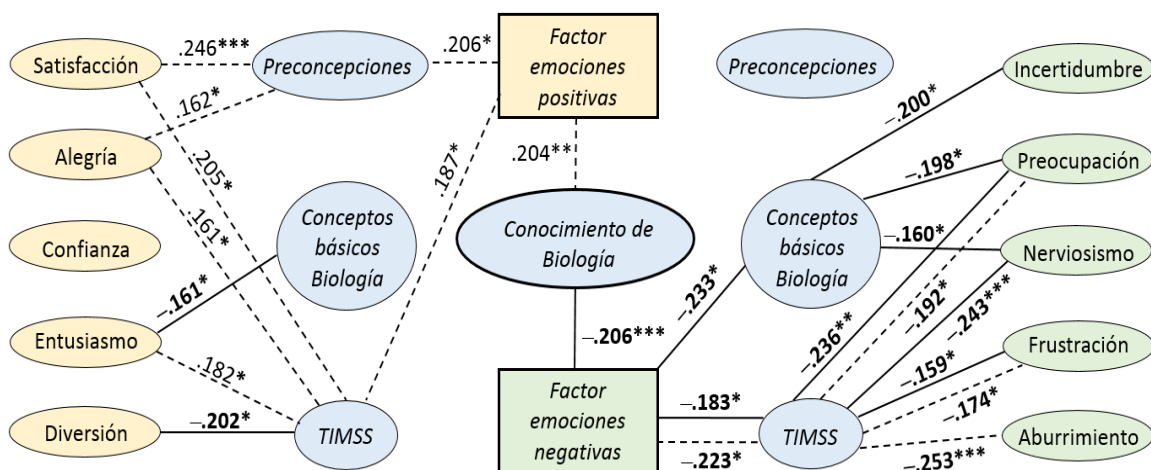 Satisfacción
.246***
Preconcepciones
.206*
Factor
emociones
positivas
Preconcepciones
Incertidumbre
.162*
–.200*
Alegría
.205*
.187*
.204**
Preocupación
–.198*
.161*
Conceptos
básicos
Biología
Conocimiento de
Biología
Conceptos
básicos
Biología
Confianza
–.160*
Nerviosismo
–.161*
–.233*
–.192*
–.243***
Entusiasmo
–.206***
–.236**
Frustración
.182*
–.159*
Factor
emociones
negativas
–.183*
–.174*
Diversión
–.202*
TIMSS
TIMSS
Aburrimiento
–.223*
–.253***